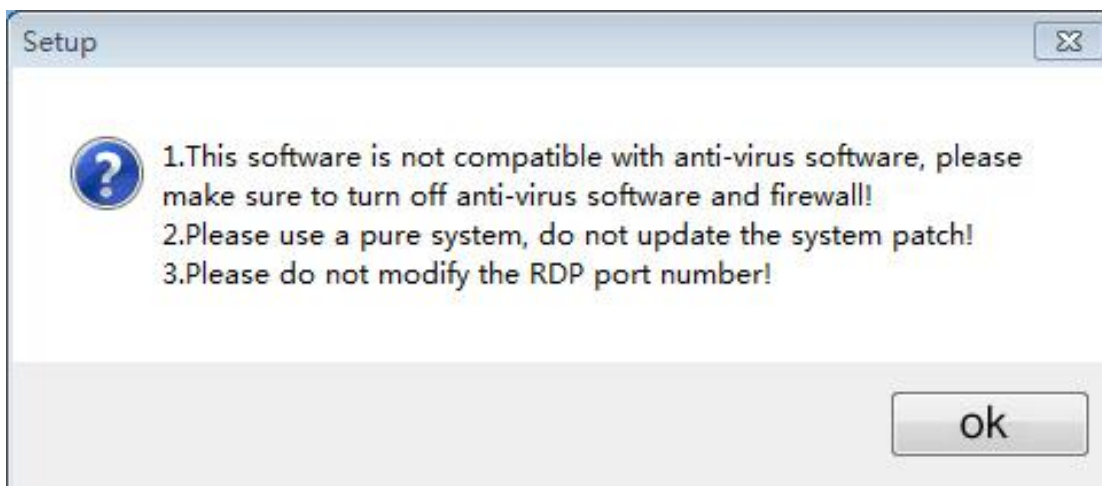 Setup
1.This software is not compatible with anti-virus software, please
make sure to turn off anti-virus software and firewall!
2.Please use a pure system, do not update the system patch!
3.Please do not modify the RDP port number!
ok